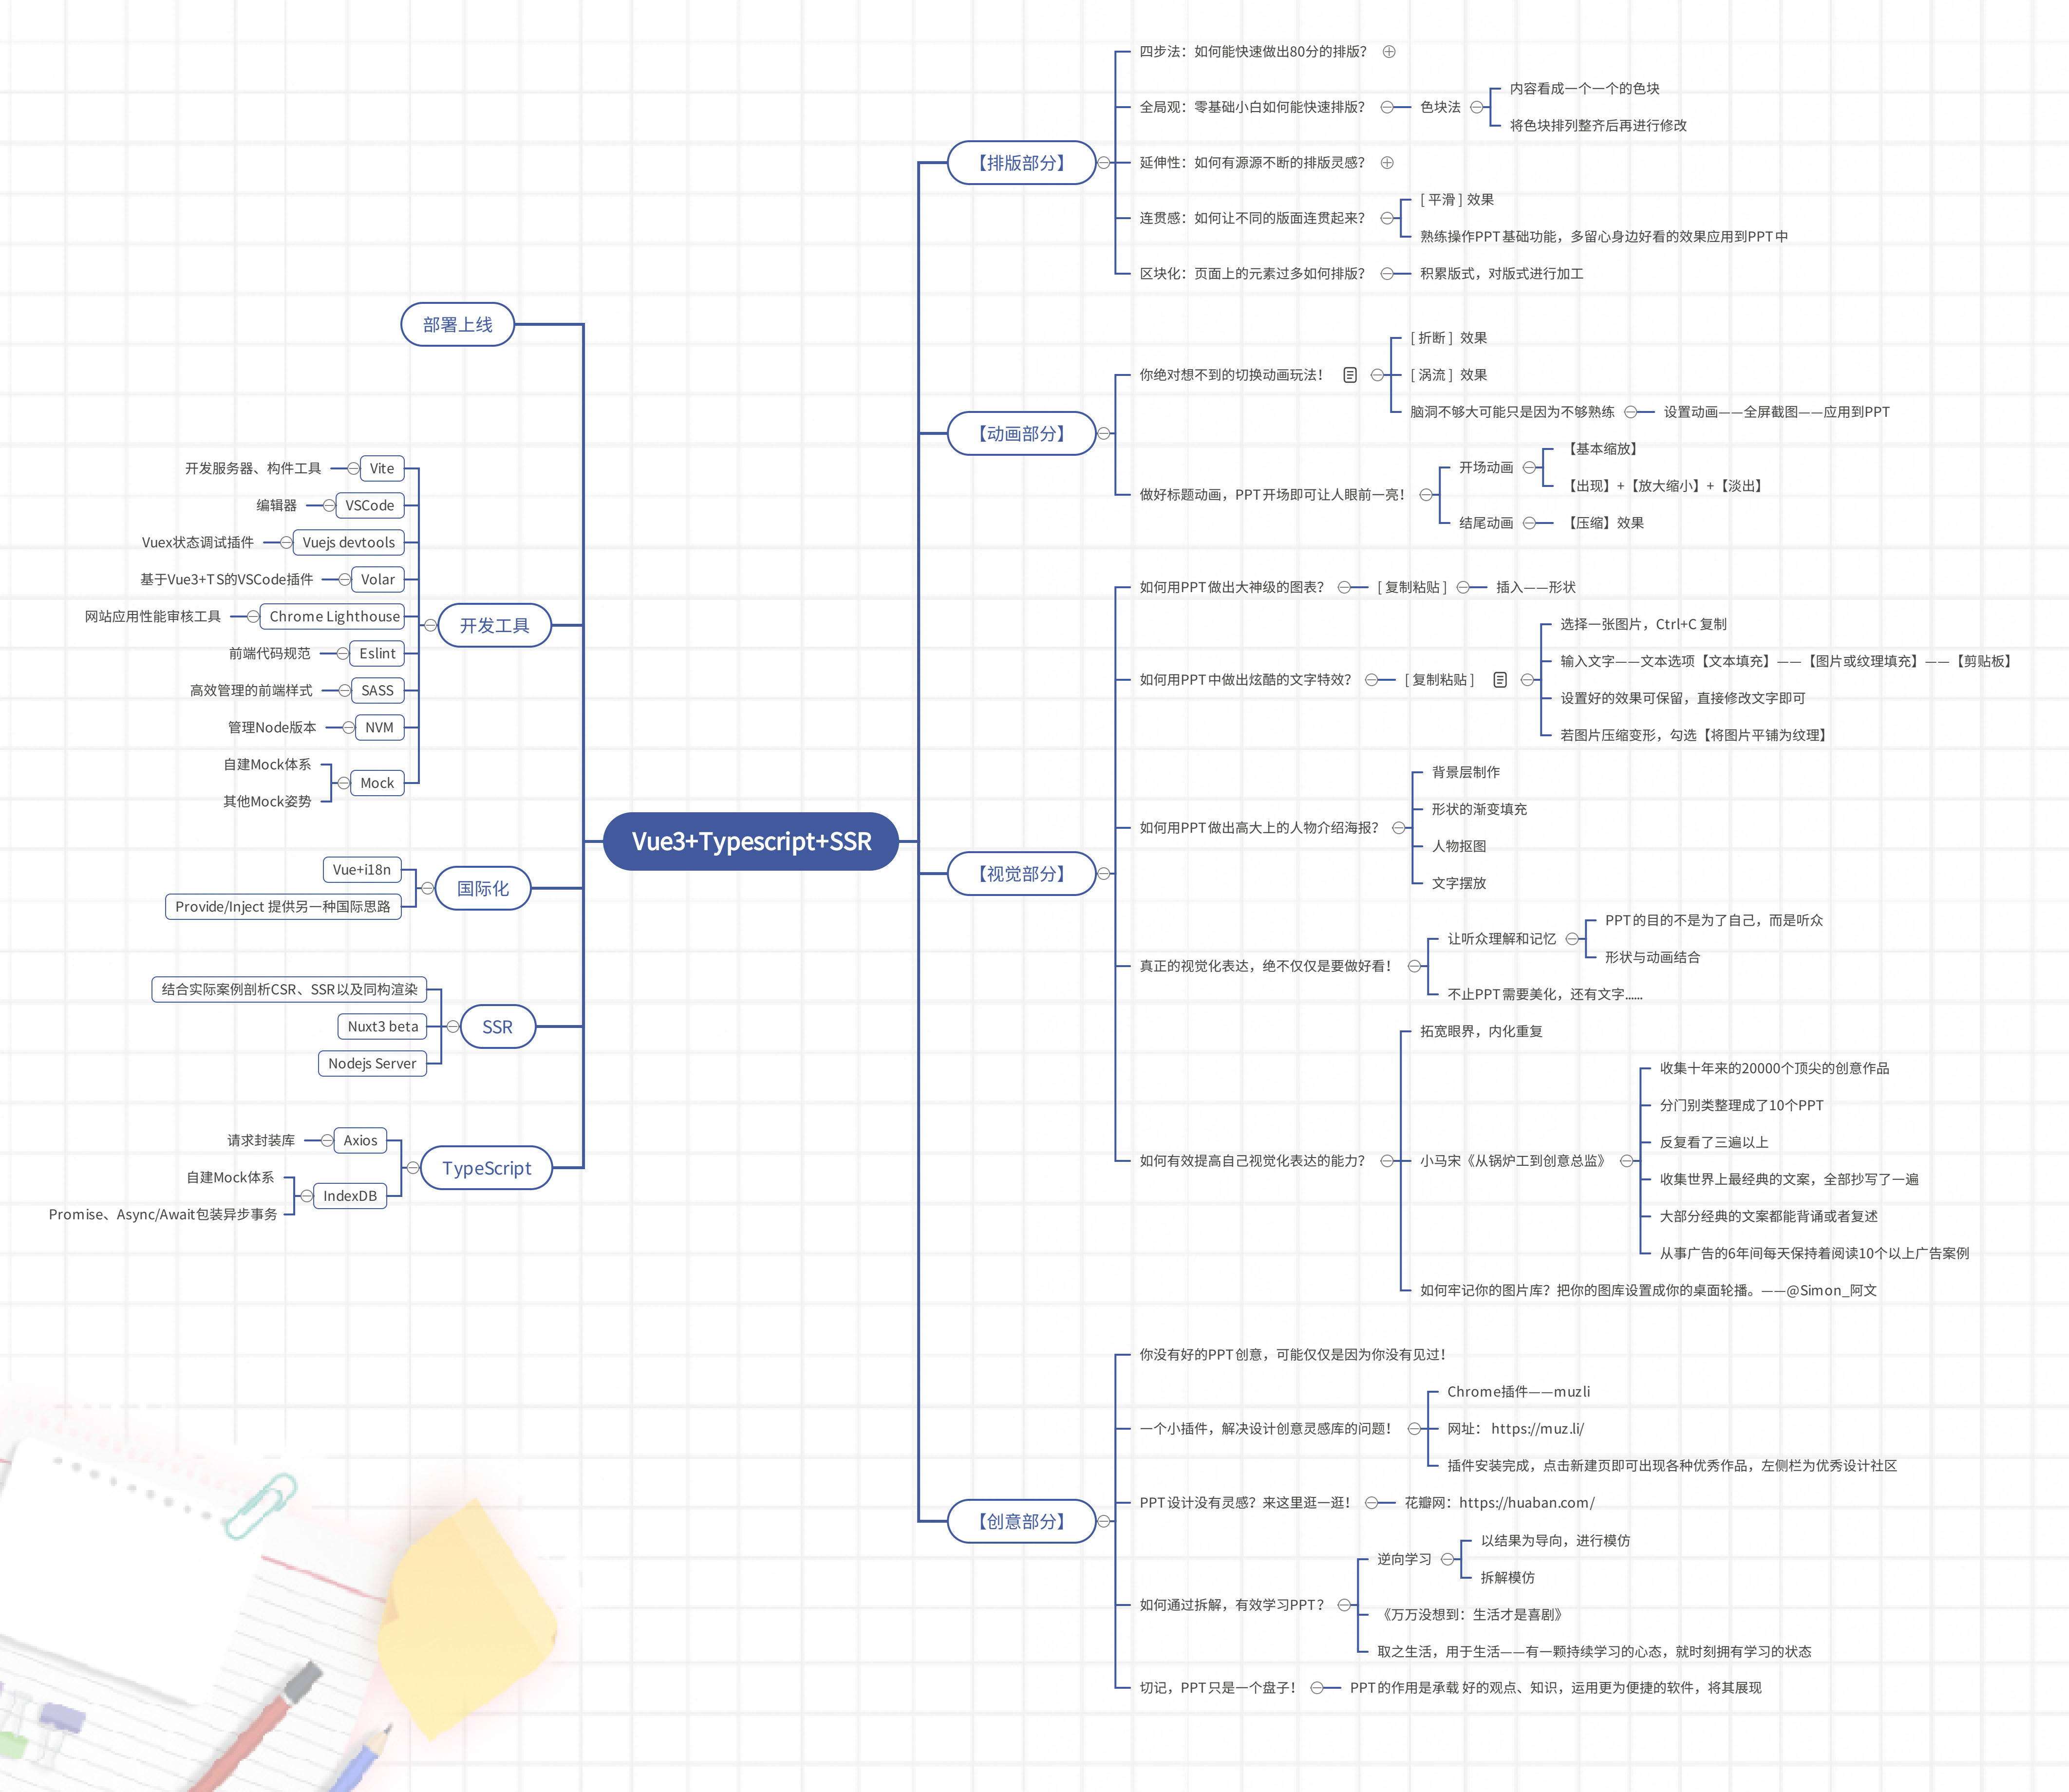 Vue3+Typescript+SSR
【排版部分】
四步法：如何能快速做出80分的排版？
全局观：零基础小白如何能快速排版？
色块法
内容看成一个一个的色块
将色块排列整齐后再进行修改
延伸性：如何有源源不断的排版灵感？
连贯感：如何让不同的版面连贯起来？
[ 平滑 ] 效果
熟练操作PPT基础功能，多留心身边好看的效果应用到PPT中
区块化：页面上的元素过多如何排版？
积累版式，对版式进行加工
【动画部分】
你绝对想不到的切换动画玩法！
[ 折断 ] 效果
[ 涡流 ] 效果
脑洞不够大可能只是因为不够熟练
设置动画——全屏截图——应用到PPT
做好标题动画，PPT开场即可让人眼前一亮！
开场动画
【基本缩放】
【出现】+【放大缩小】+【淡出】
结尾动画
【压缩】效果
【视觉部分】
如何用PPT做出大神级的图表？
[ 复制粘贴 ]
插入——形状
如何用PPT中做出炫酷的文字特效？
[ 复制粘贴 ]
选择一张图片，Ctrl+C 复制
输入文字——文本选项【文本填充】——【图片或纹理填充】——【剪贴板】
设置好的效果可保留，直接修改文字即可
若图片压缩变形，勾选【将图片平铺为纹理】
如何用PPT做出高大上的人物介绍海报？
背景层制作
形状的渐变填充
人物抠图
文字摆放
真正的视觉化表达，绝不仅仅是要做好看！
让听众理解和记忆
PPT的目的不是为了自己，而是听众
形状与动画结合
不止PPT需要美化，还有文字......
如何有效提高自己视觉化表达的能力？
拓宽眼界，内化重复
小马宋《从锅炉工到创意总监》
收集十年来的20000个顶尖的创意作品
分门别类整理成了10个PPT
反复看了三遍以上
收集世界上最经典的文案，全部抄写了一遍
大部分经典的文案都能背诵或者复述
从事广告的6年间每天保持着阅读10个以上广告案例
如何牢记你的图片库？把你的图库设置成你的桌面轮播。——@Simon_阿文
【创意部分】
你没有好的PPT创意，可能仅仅是因为你没有见过！
一个小插件，解决设计创意灵感库的问题！
Chrome插件——muzli
网址： https://muz.li/
插件安装完成，点击新建页即可出现各种优秀作品，左侧栏为优秀设计社区
PPT设计没有灵感？来这里逛一逛！
花瓣网：https://huaban.com/
如何通过拆解，有效学习PPT？
逆向学习
以结果为导向，进行模仿
拆解模仿
《万万没想到：生活才是喜剧》
取之生活，用于生活——有一颗持续学习的心态，就时刻拥有学习的状态
切记，PPT只是一个盘子！
PPT的作用是承载 好的观点、知识，运用更为便捷的软件，将其展现
部署上线
开发工具
Vite
开发服务器、构件工具
VSCode
编辑器
Vuejs devtools
Vuex状态调试插件
Volar
基于Vue3+TS的VSCode插件
Chrome Lighthouse
网站应用性能审核工具
Eslint
前端代码规范
SASS
高效管理的前端样式
NVM
管理Node版本
Mock
自建Mock体系
其他Mock姿势
国际化
Vue+i18n
Provide/Inject 提供另一种国际思路
SSR
结合实际案例剖析CSR、SSR以及同构渲染
Nuxt3 beta
Nodejs Server
TypeScript
Axios
请求封装库
IndexDB
自建Mock体系
Promise、Async/Await包装异步事务